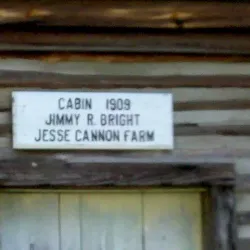 CABIN 1909
JIMMY R. BRIGHT
JESSE CANNON FARM